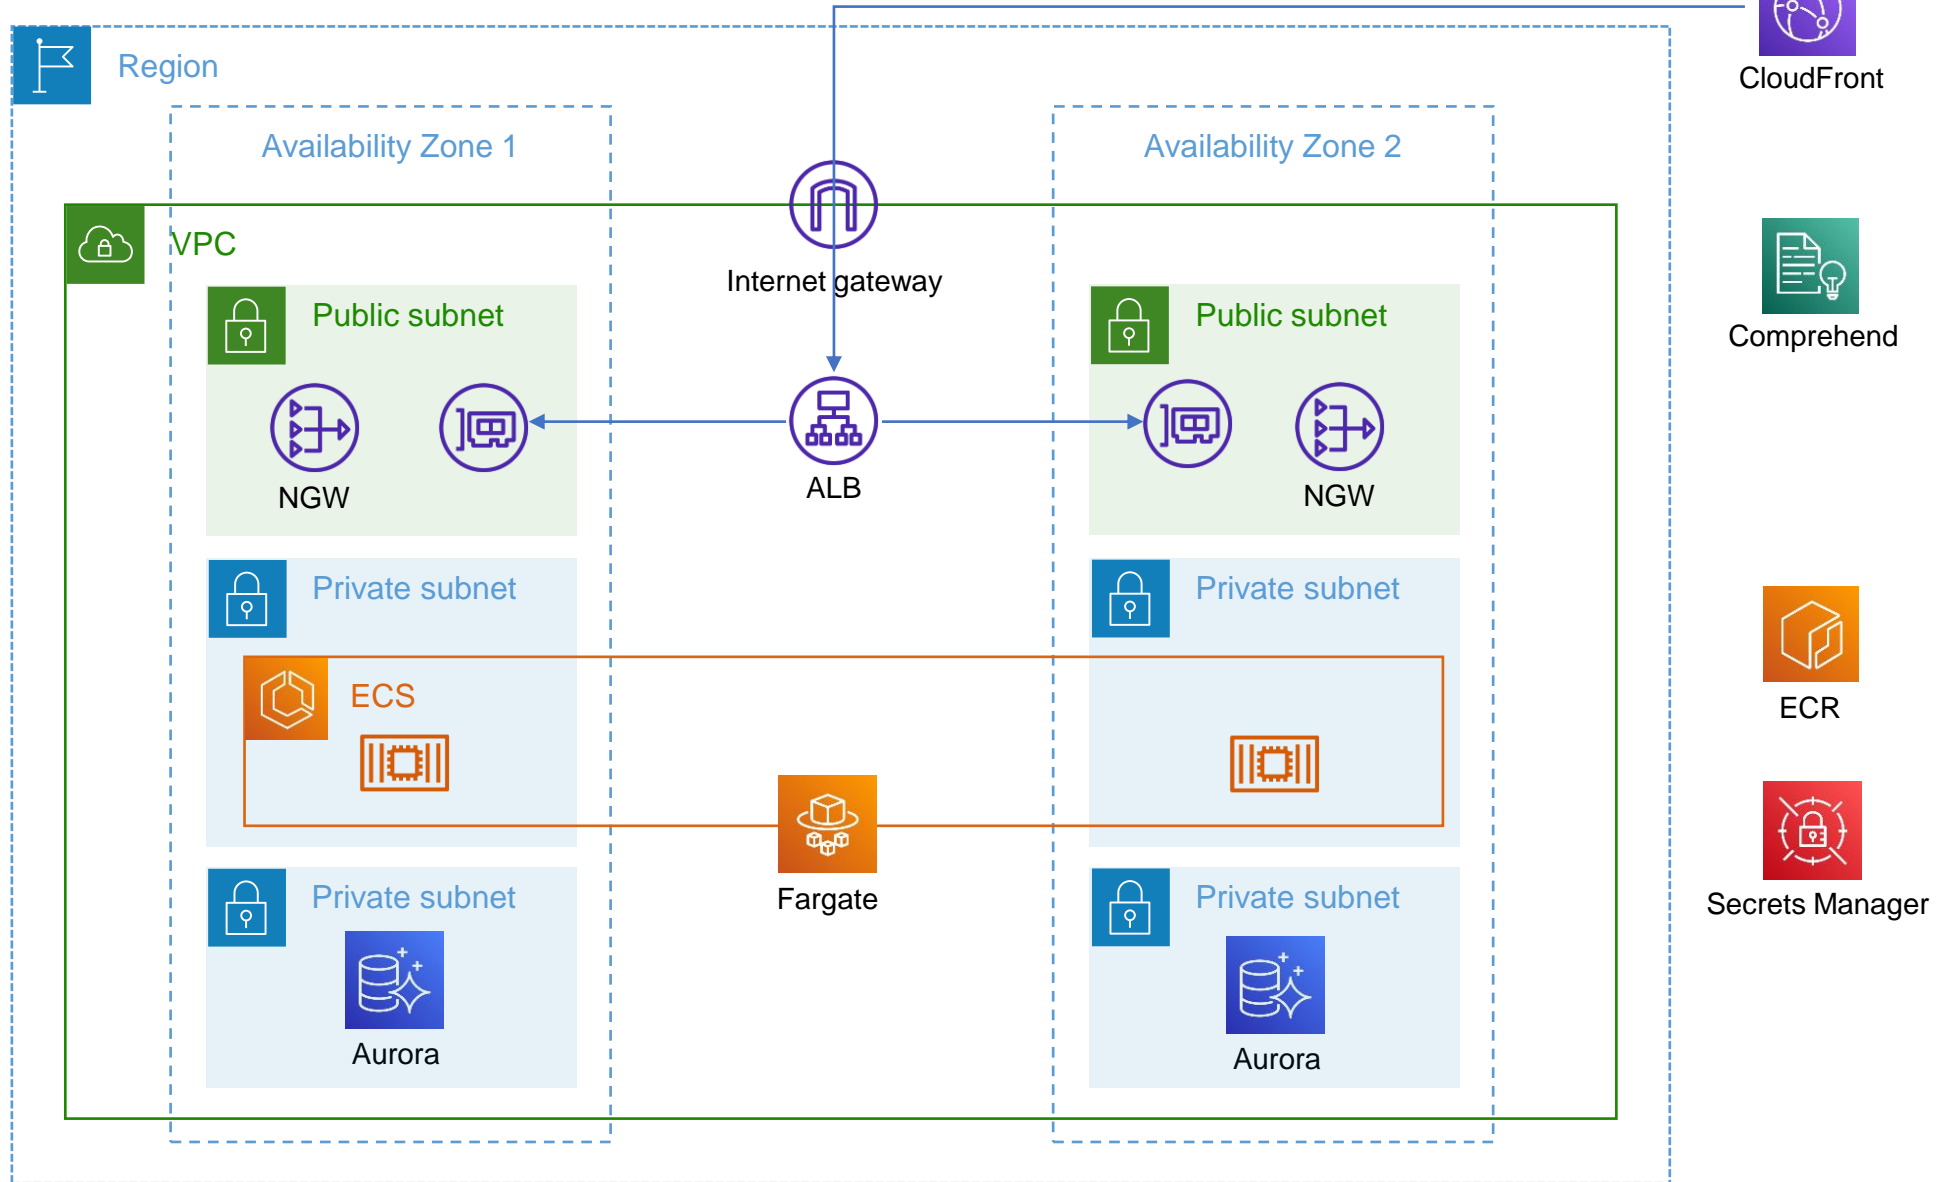 Region
CloudFront
Availability Zone 1
Availability Zone 2
VPC
Internet gateway
Public subnet
Public subnet
Comprehend
NGW
ALB
NGW
Private subnet
Private subnet
ECS
ECR
Fargate
Private subnet
Private subnet
Secrets Manager
Aurora
Aurora